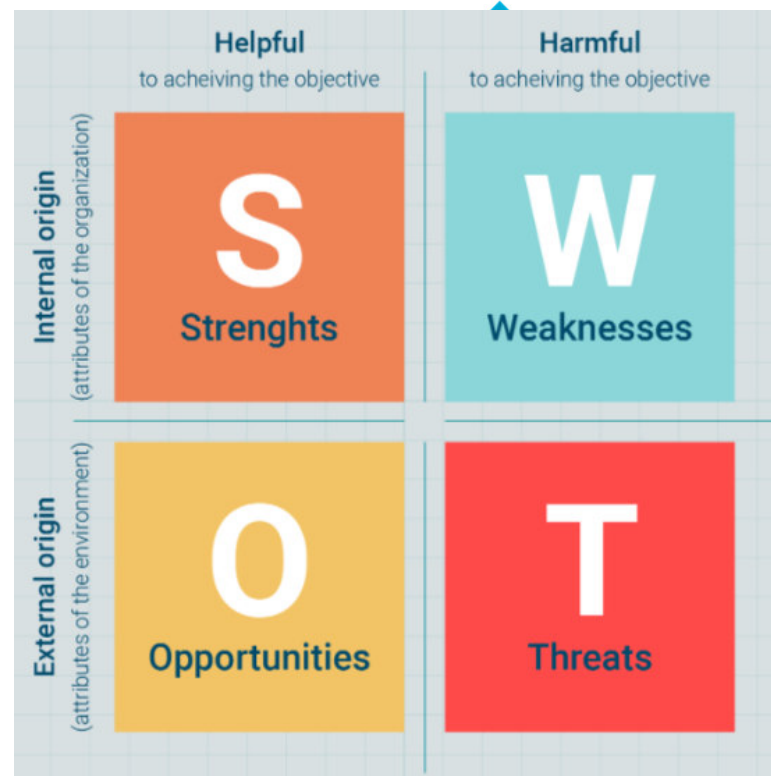 Helpful
to acheiving the objective
Harmful
to acheiving the objective
Internal origin
(attributes of the organization)
S
Strenghts
W
Weaknesses
External origin
(attributes of the environment)
O
Opportunities
T
Threats